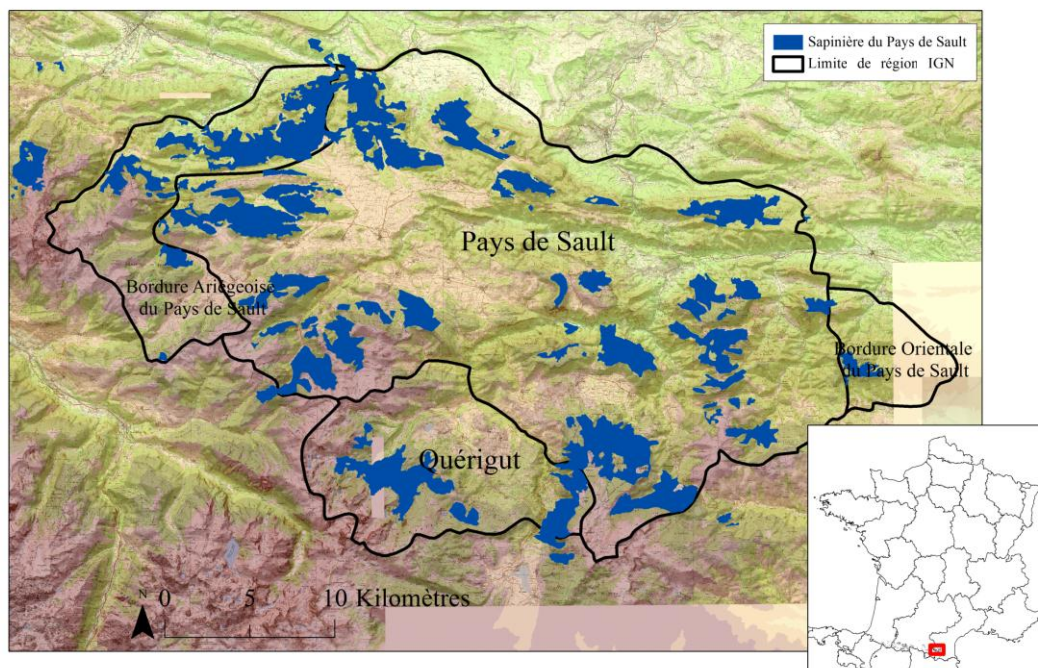 Sapinière du Pays de Sault
Limite de région IGN
Pays de Sault
Bordure Ariégeoise
du Pays de Sault
Bordure Orientale
du Pays de Sault
Quérigut
N
0 5 10 Kilomètres